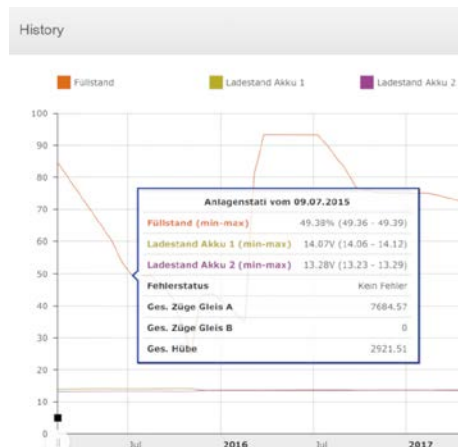 History
Füllstand Ladestand Akku 1 Ladestand Akku 2
100
90
80
70
60
50
40
30
20
10
0
Anlagenstati vom 09.07.2015
Füllstand (min-max) 49.38% (49.36 - 49.39)
Ladestand Akku 1 (min-max) 14.07V (14.06 - 14.12)
Ladestand Akku 2 (min-max) 13.28V (13.23 - 13.29)
Fehlerstatus Kein Fehler
Ges. Züge Gleis A 7684.57
Ges. Züge Gleis B 0
Ges. Hübe 2921.51
Jul 2016 Jul 2017